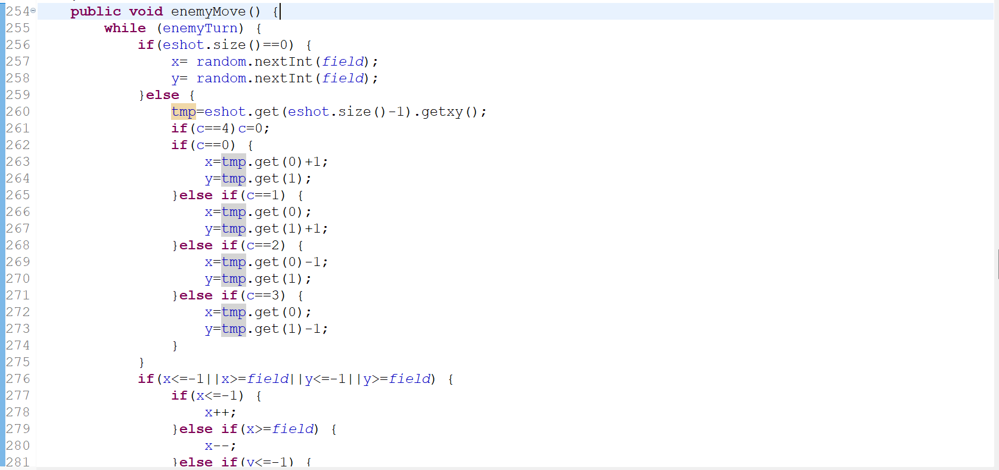 254 public void enemyMove() {
255 while (enemyTurn) {
256 if(eshot.size()==0) {
257 x= random.nextInt(field);
258 y= random.nextInt(field);
259 }else {
260 tmp=eshot.get(eshot.size()-1).getxy();
261 if(c==4)c=0;
262 if(c==0) {
263 x=tmp.get(0)+1;
264 y=tmp.get(1);
265 }else if(c==1) {
266 x=tmp.get(0);
267 y=tmp.get(1)+1;
268 }else if(c==2) {
269 x=tmp.get(0)-1;
270 y=tmp.get(1);
271 }else if(c==3) {
272 x=tmp.get(0);
273 y=tmp.get(1)-1;
274 }
275 }
276 if(x<=-1||x>=field||y<=-1||y>=field) {
277 if(x<=-1) {
278 x++;
279 }else if(x>=field) {
280 x--;
281 }else if(y<=-1) {